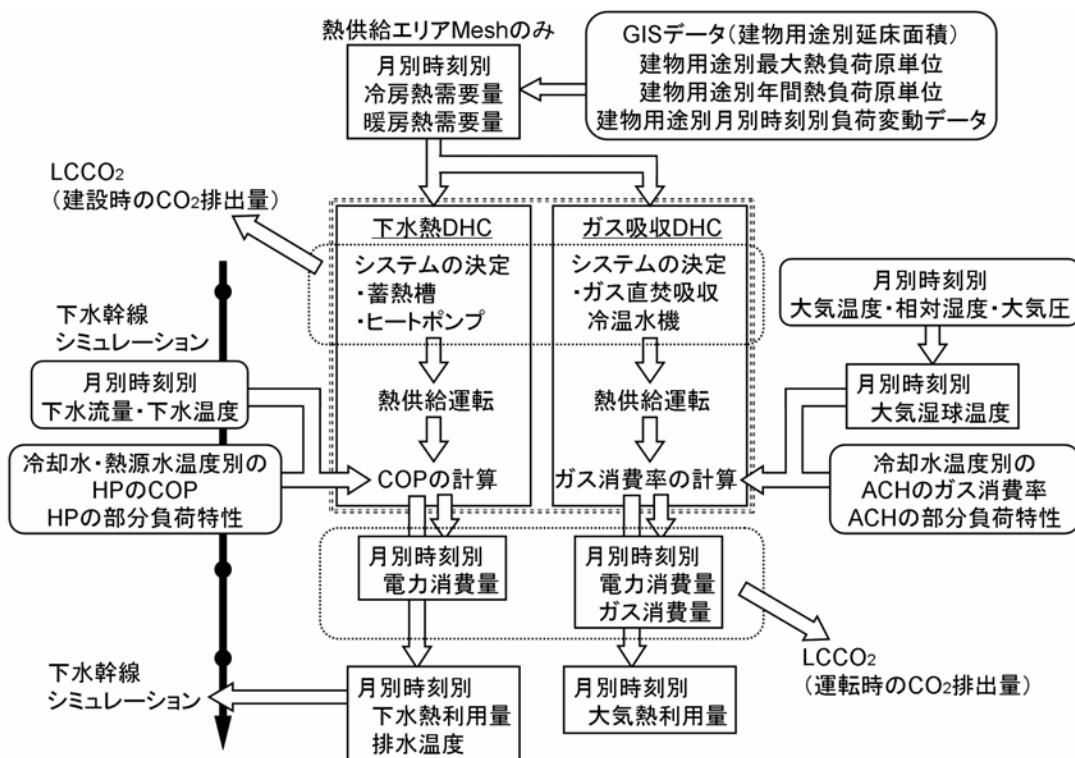 熱供給エリアMeshのみ
月別時刻別
冷房熱需要量
暖房熱需要量
GISデータ(建物用途別延床面積)
建物用途別最大熱負荷原単位
建物用途別年間熱負荷原単位
建物用途別月別時刻別負荷変動データ
LCCO₂
(建設時のCO₂排出量)
下水熱DHC
システムの決定
・蓄熱槽
・ヒートポンプ
熱供給運転
COPの計算
ガス吸収DHC
システムの決定
・ガス直焚吸収
冷温水機
熱供給運転
ガス消費率の計算
下水幹線
シミュレーション
月別時刻別
下水流量・下水温度
冷却水・熱源水温度別の
HPのCOP
HPの部分負荷特性
月別時刻別
大気温度・相対湿度・大気圧
月別時刻別
大気湿球温度
冷却水温度別の
ACHのガス消費率
ACHの部分負荷特性
月別時刻別
電力消費量
月別時刻別
電力消費量
ガス消費量
LCCO₂
(運転時のCO₂排出量)
下水幹線
シミュレーション
月別時刻別
下水熱利用量
排水温度
月別時刻別
大気熱利用量